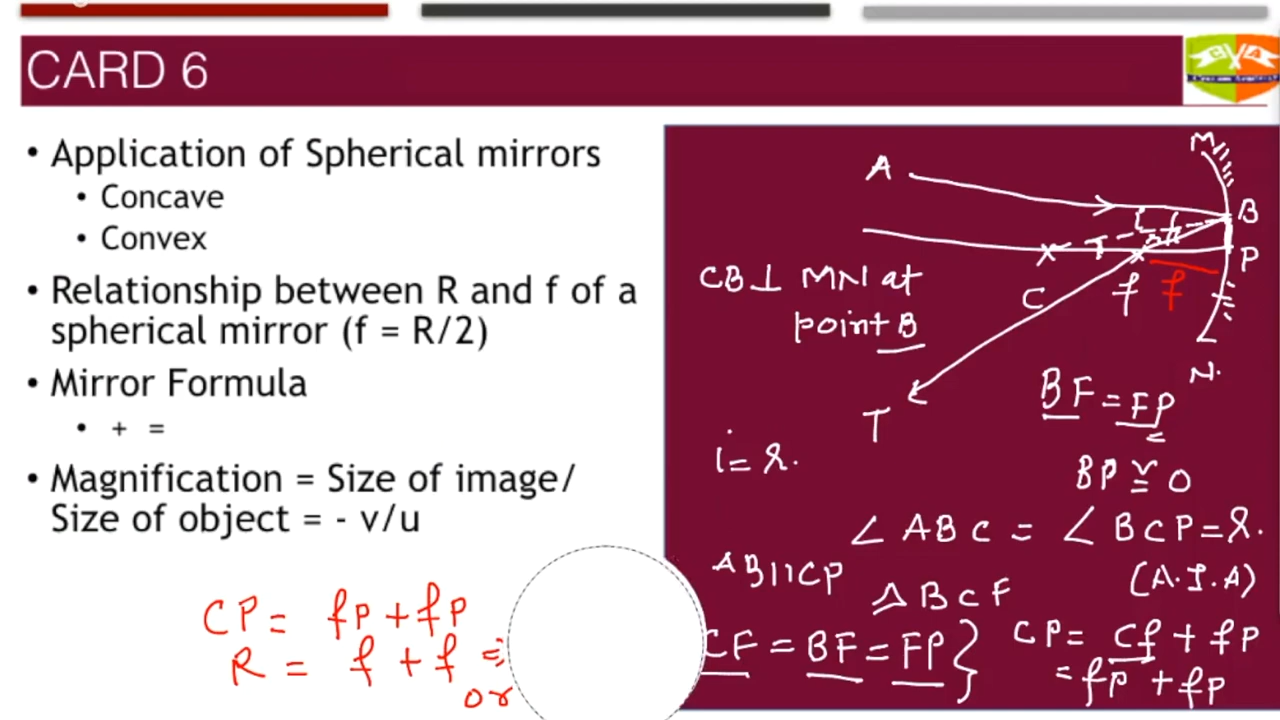 CARD 6
• Application of Spherical mirrors
• Concave
• Convex
• Relationship between R and f of a
spherical mirror (f = R/2)
• Mirror Formula
• + =
• Magnification = Size of image/
Size of object = - v/u
CP = fP + fP
R = f + f =
or
M
A
B
i
r
r
P
C
f
f
CB ⊥ MN at
point B
N.
T
BF = FP
i = r.
BP ≅ 0
∠ABC = ∠BCP = r.
AB || CP
(A.I.A)
△BCF
CF = BF = FP }
CP = Cf + fP
= fP + fP